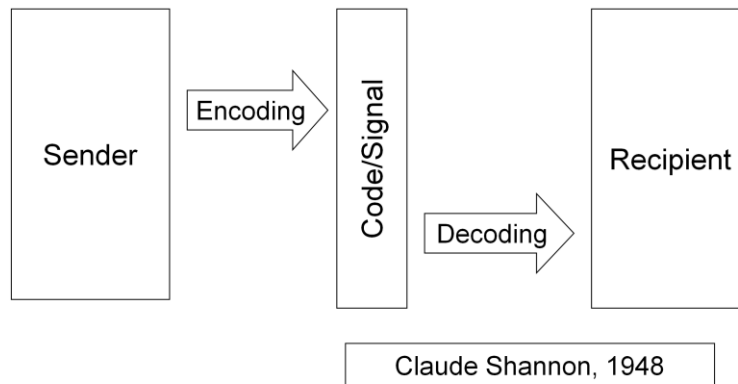 Sender
Encoding
Code/Signal
Decoding
Recipient
Claude Shannon, 1948